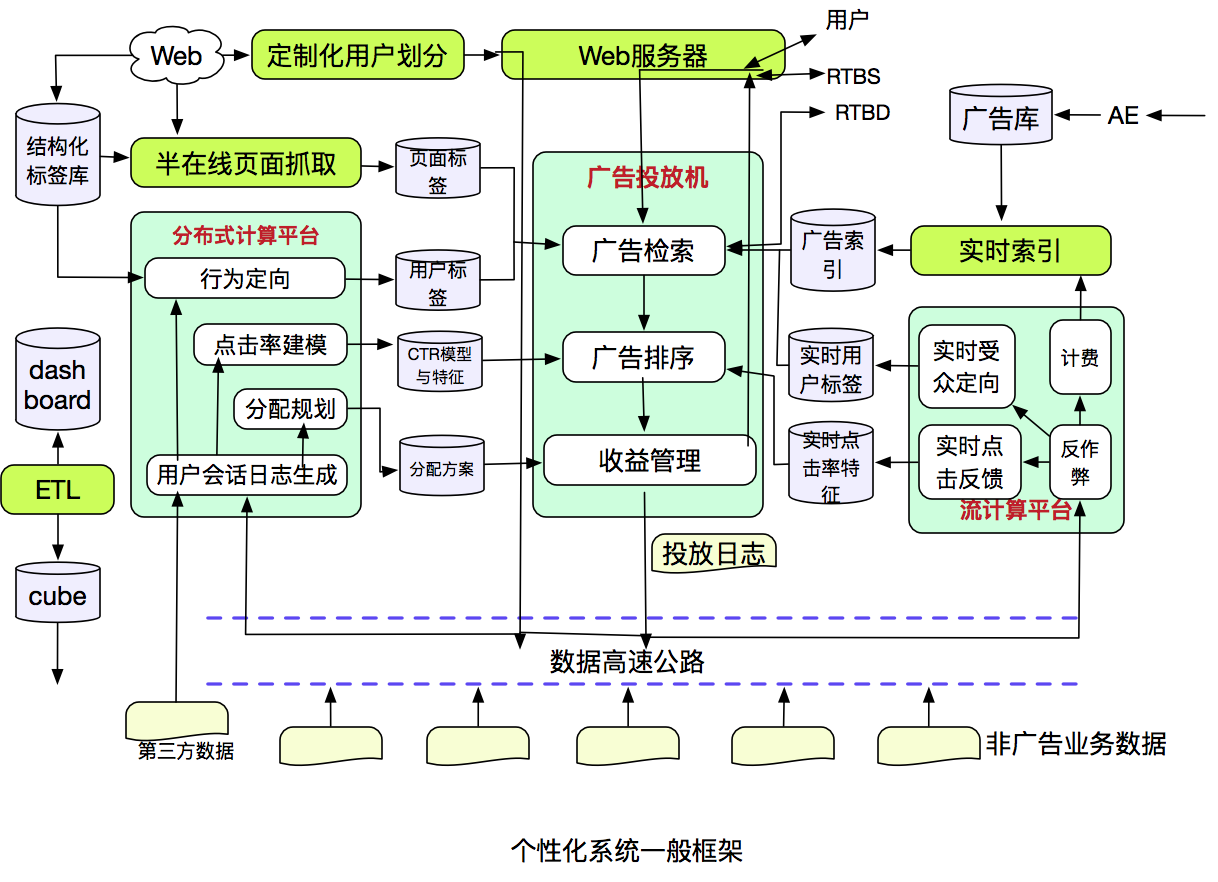 用户
Web
定制化用户划分
Web服务器
RTBS
RTBD
广告库
AE
结构化
标签库
半在线页面抓取
页面标
签
广告投放机
分布式计算平台
行为定向
用户标
签
广告检索
广告索
引
实时索引
点击率建模
CTR模型
与特征
广告排序
实时用
户标签
实时受
众定向
计费
dash
board
分配规划
用户会话日志生成
分配方案
收益管理
实时点
击率特
征
实时点
击反馈
反作
弊
流计算平台
ETL
投放日志
cube
数据高速公路
第三方数据
非广告业务数据
个性化系统一般框架